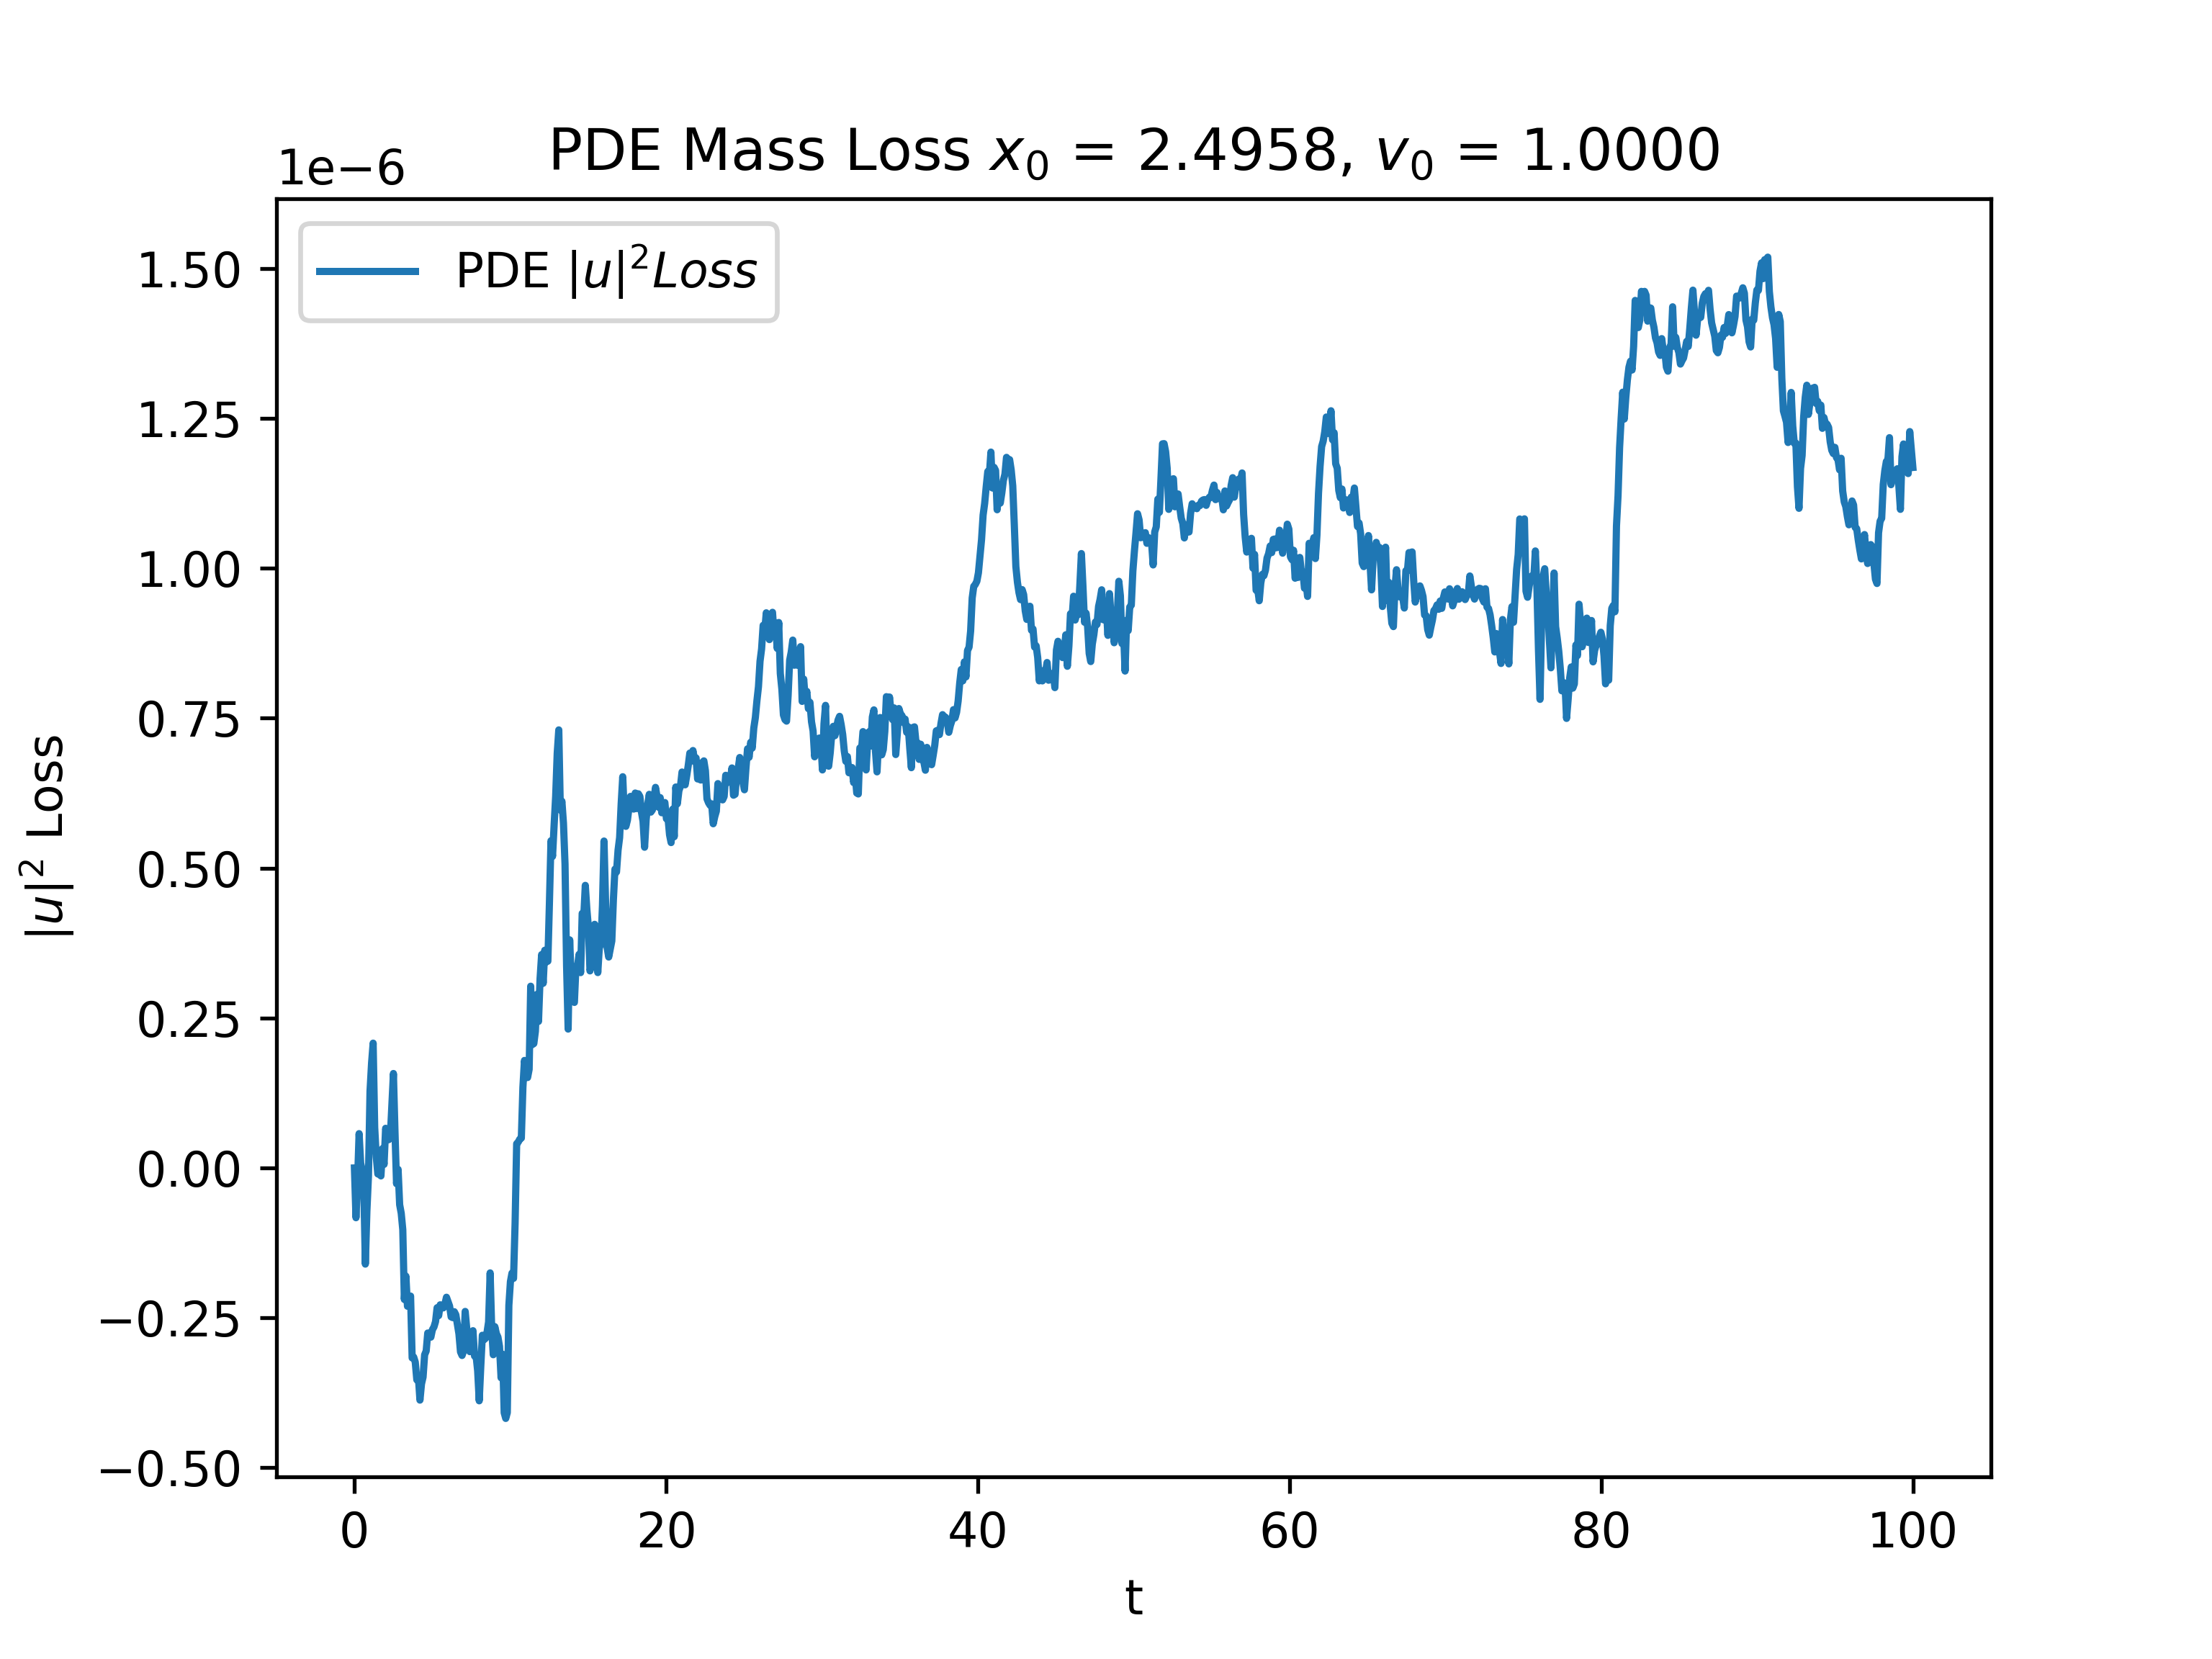 PDE Mass Loss x₀ = 2.4958, v₀ = 1.0000
1e−6
PDE |u|²Loss
1.50
1.25
1.00
0.75
0.50
0.25
0.00
−0.25
−0.50
|u|² Loss
0 20 40 60 80 100
t